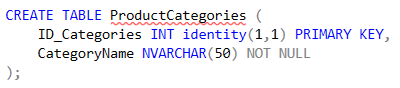 CREATE TABLE ProductCategories (
    ID_Categories INT identity(1,1) PRIMARY KEY,
    CategoryName NVARCHAR(50) NOT NULL
);